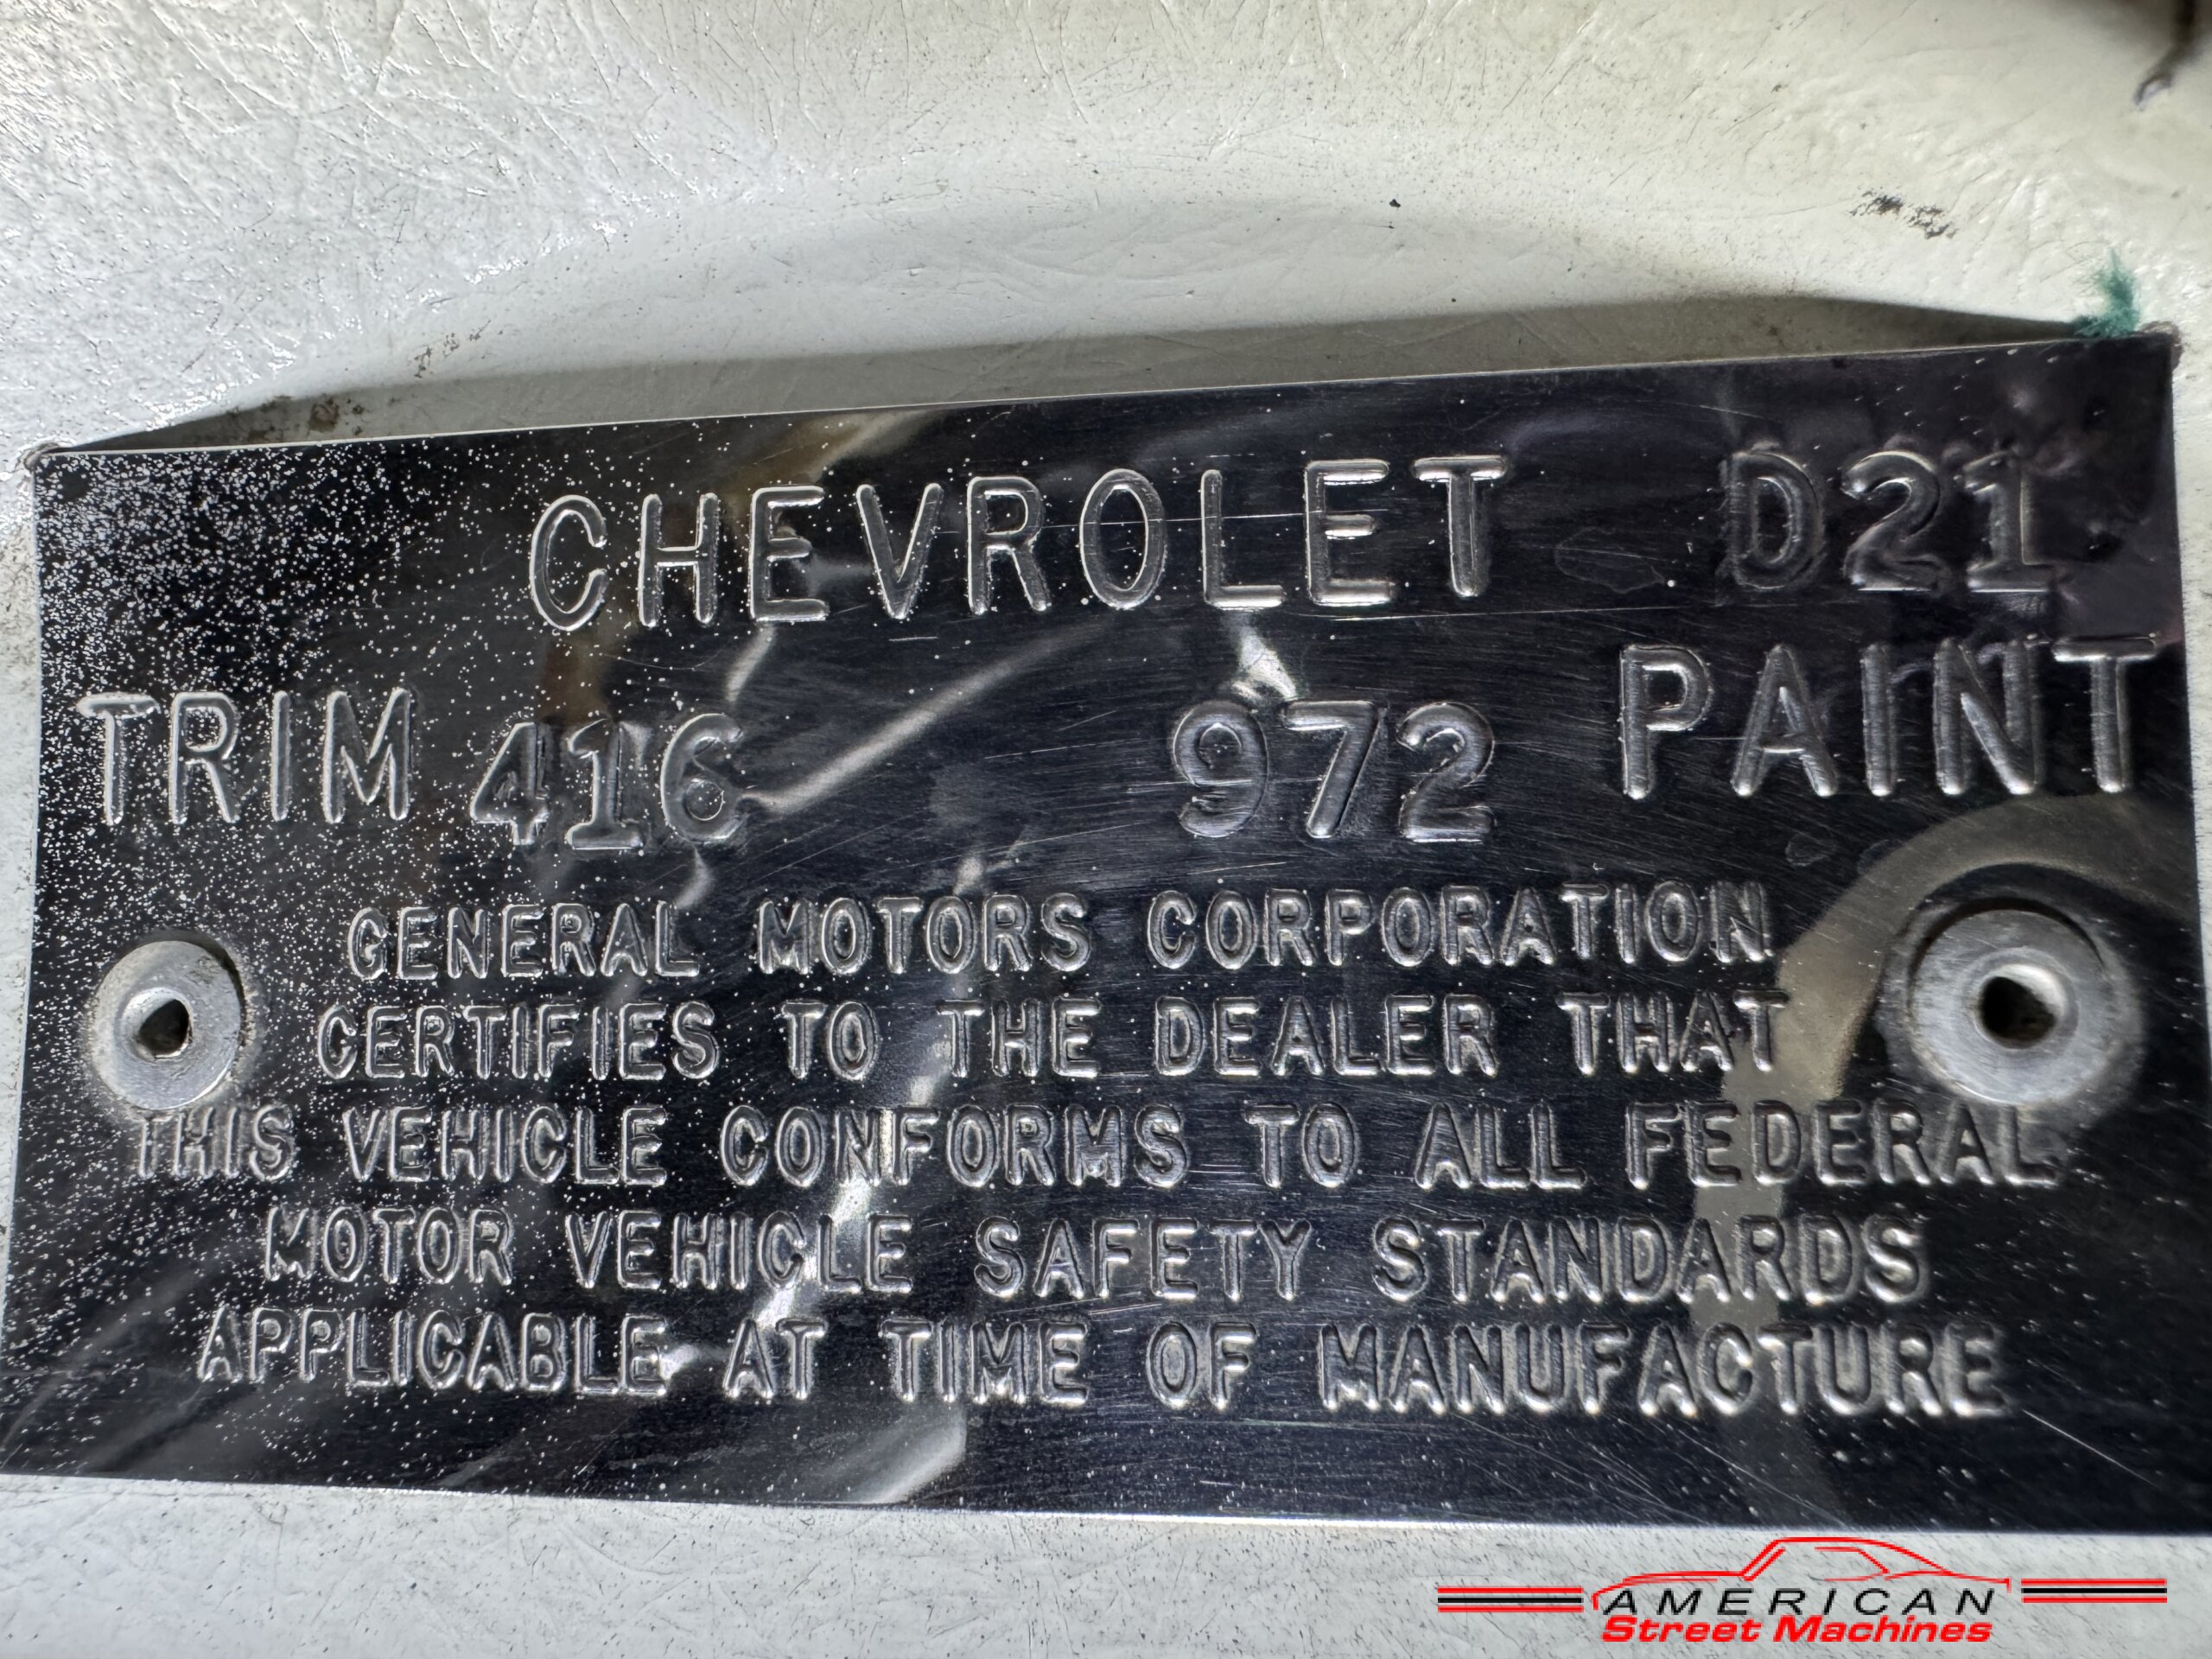 CHEVROLET D21
TRIM 416 972 PAINT
GENERAL MOTORS CORPORATION
CERTIFIES TO THE DEALER THAT
THIS VEHICLE CONFORMS TO ALL FEDERAL
MOTOR VEHICLE SAFETY STANDARDS
APPLICABLE AT TIME OF MANUFACTURE
AMERICAN
Street Machines